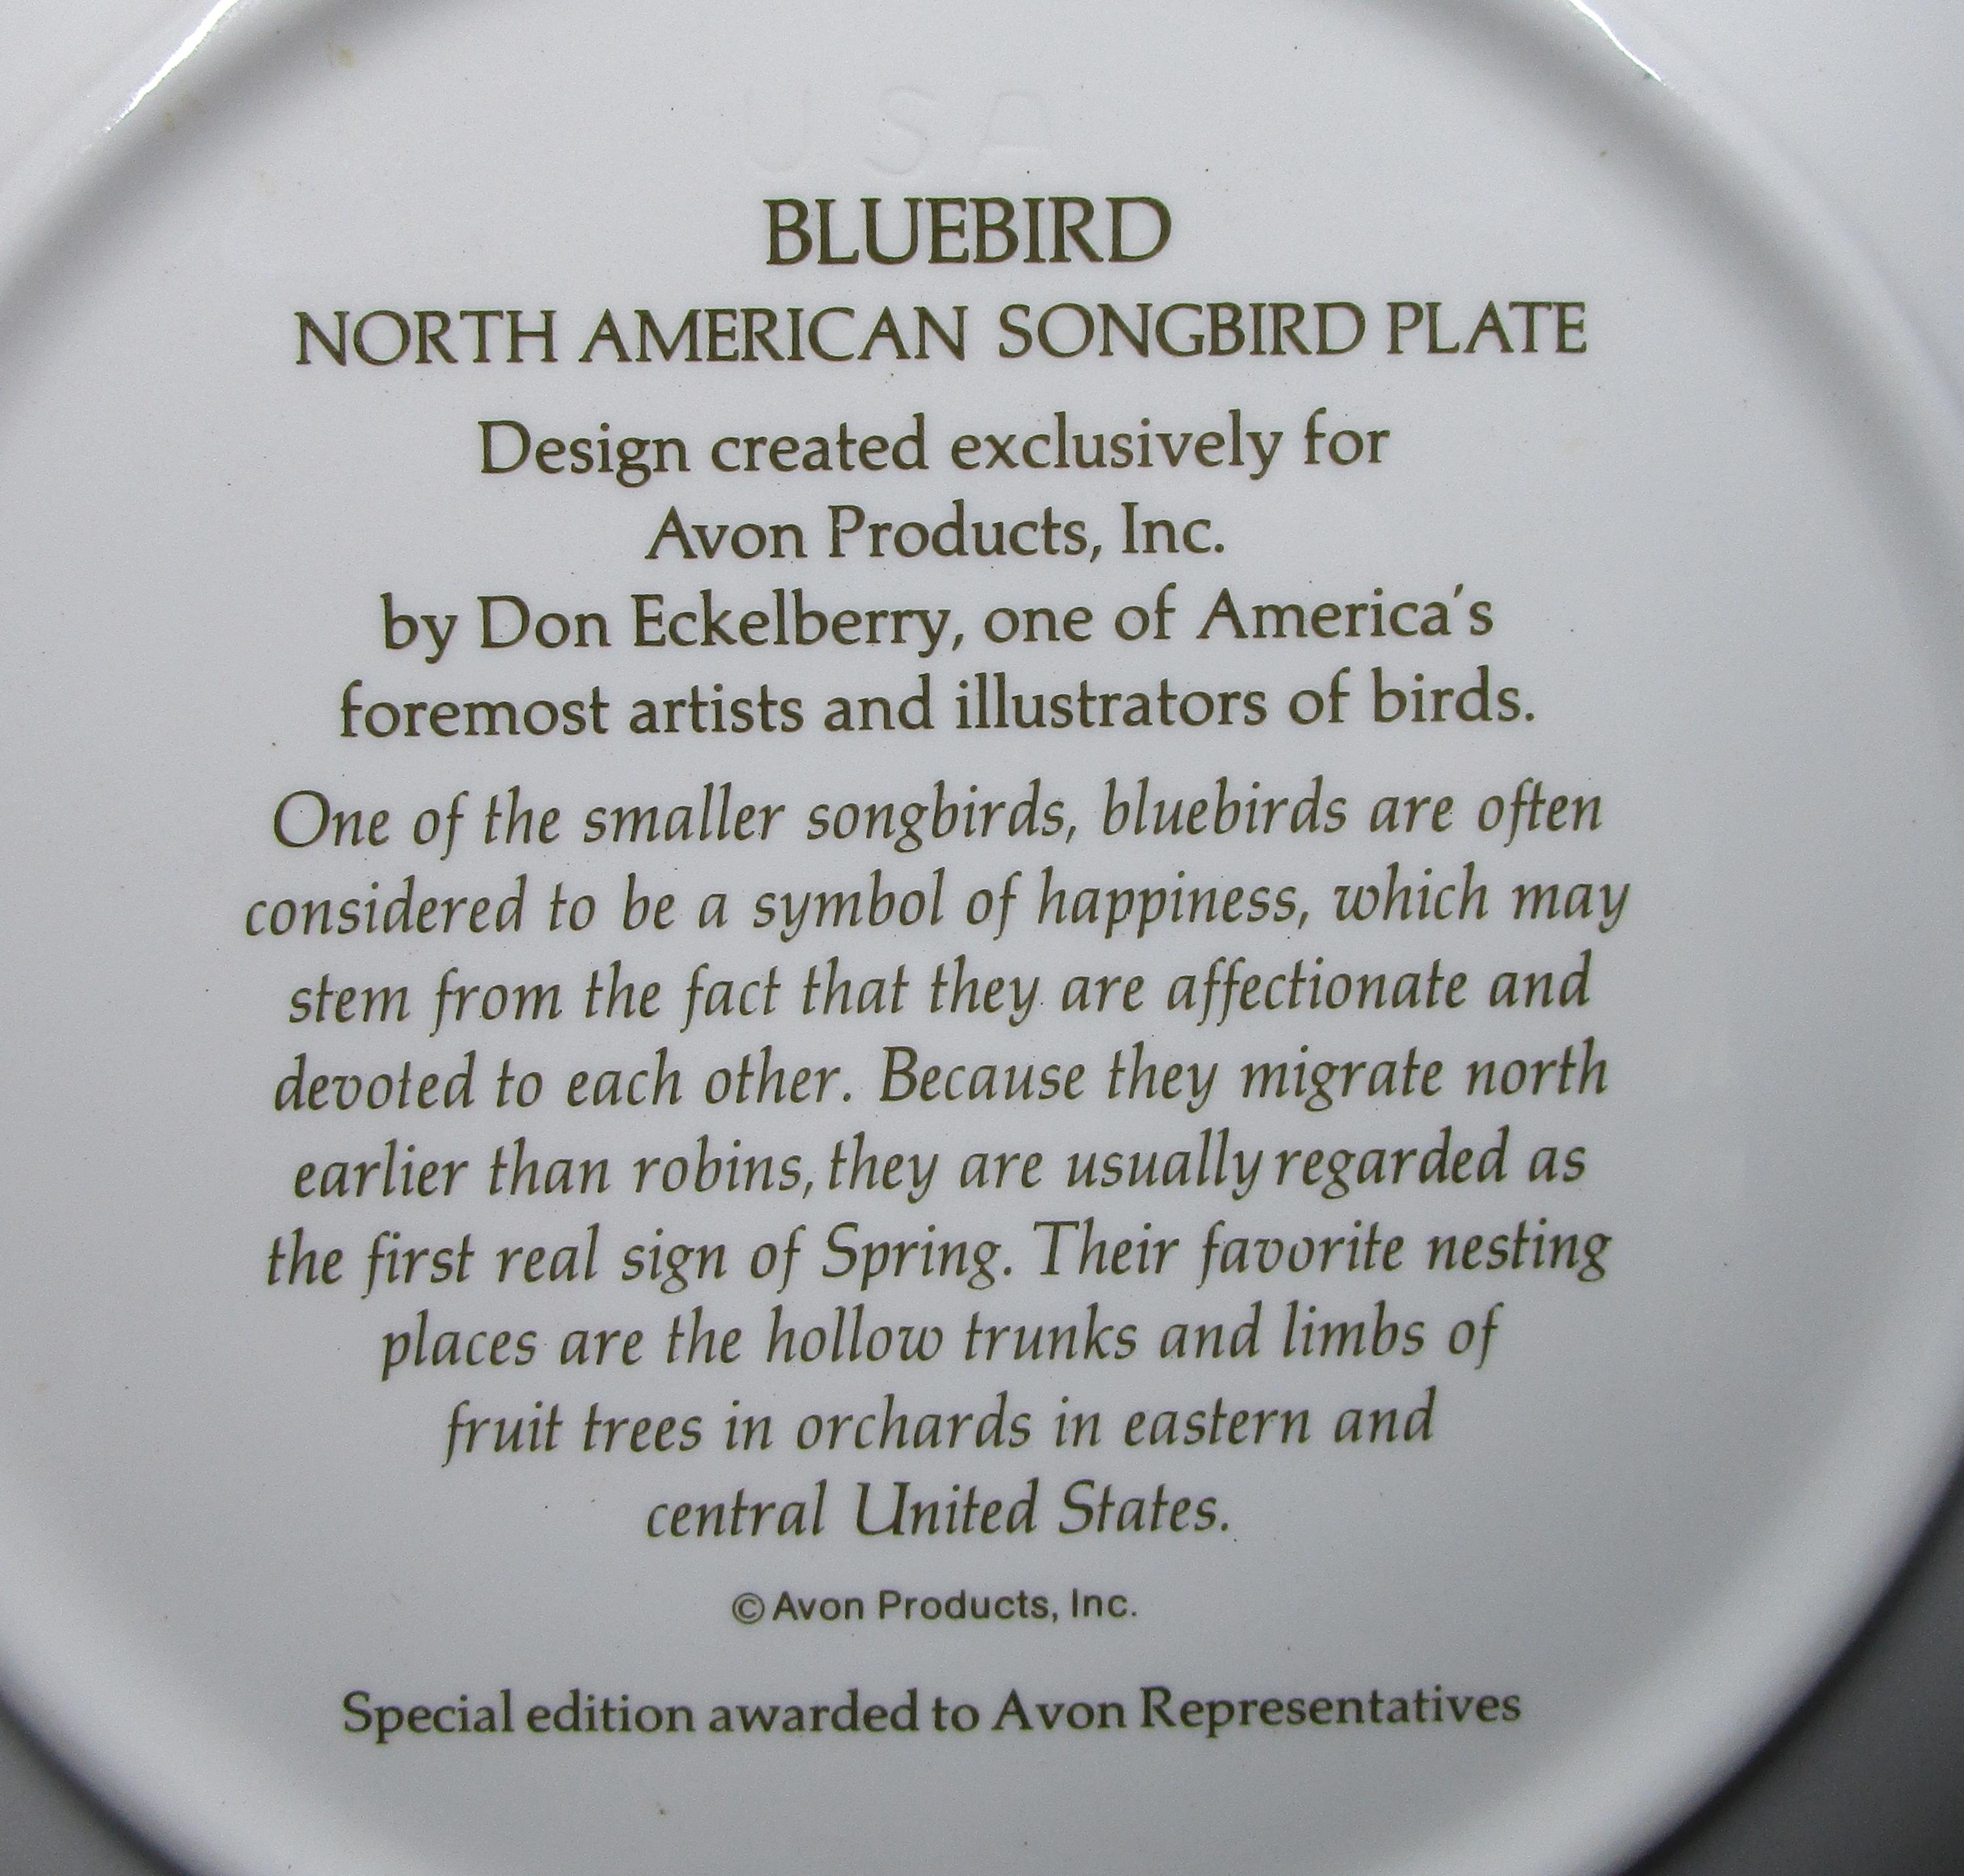 USA
BLUEBIRD
NORTH AMERICAN SONGBIRD PLATE
Design created exclusively for
Avon Products, Inc.
by Don Eckelberry, one of America's
foremost artists and illustrators of birds.
One of the smaller songbirds, bluebirds are often
considered to be a symbol of happiness, which may
stem from the fact that they are affectionate and
devoted to each other. Because they migrate north
earlier than robins, they are usually regarded as
the first real sign of Spring. Their favorite nesting
places are the hollow trunks and limbs of
fruit trees in orchards in eastern and
central United States.
© Avon Products, Inc.
Special edition awarded to Avon Representatives